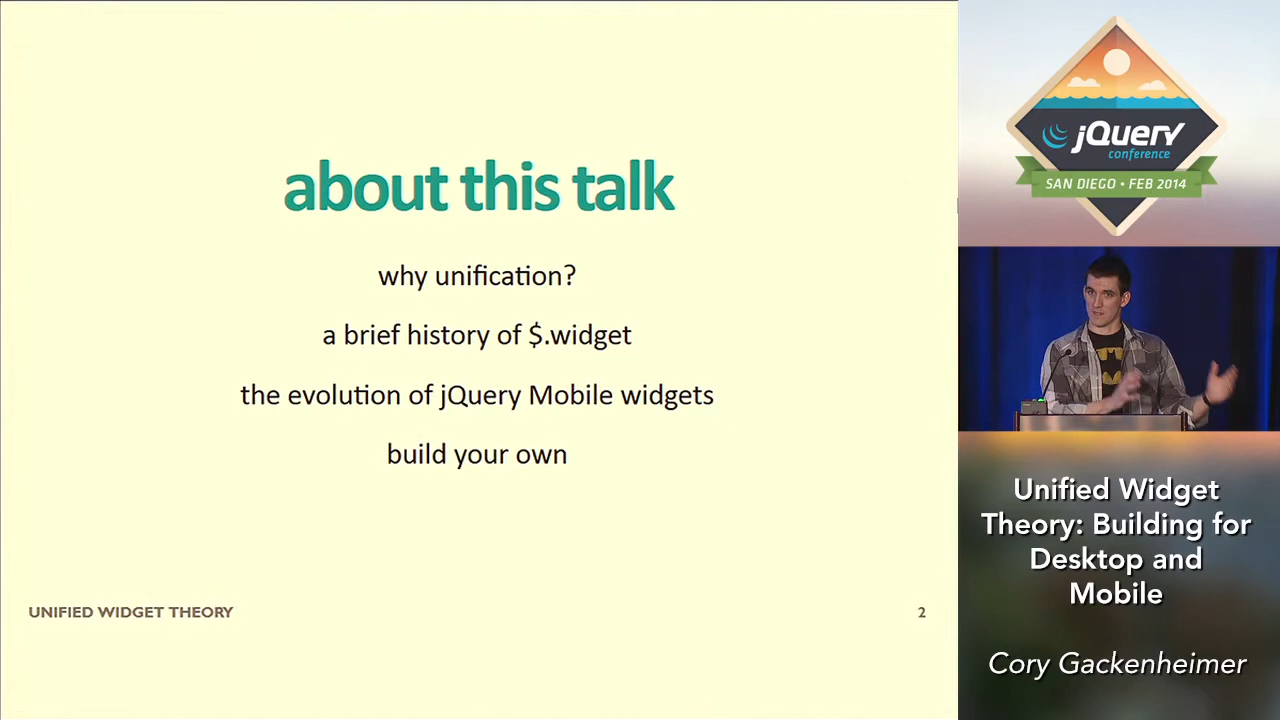 about this talk
why unification?
a brief history of $.widget
the evolution of jQuery Mobile widgets
build your own
UNIFIED WIDGET THEORY
2
jQuery
conference
SAN DIEGO • FEB 2014
Unified Widget
Theory: Building for
Desktop and
Mobile
Cory Gackenheimer